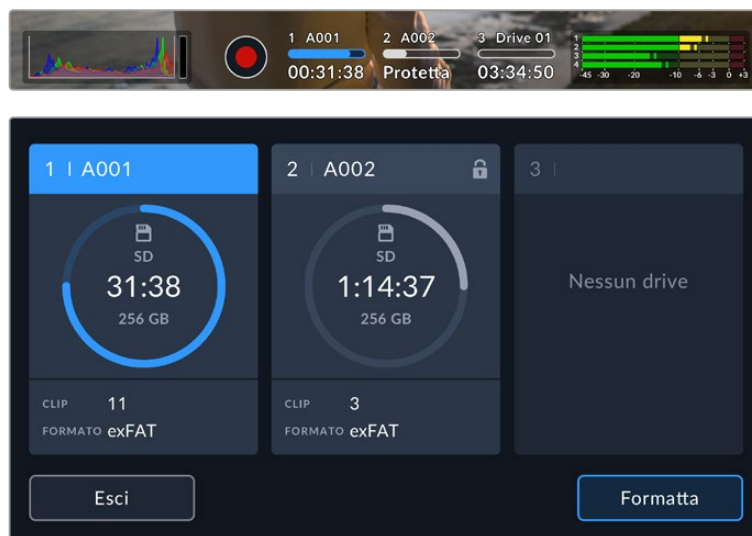 1 A001 2 A002 3 Drive 01
00:31:38 Protetta 03:34:50
1
2
3
4
-45 -30 -20 -10 -6 -3 0 +3
1 | A001
SD
31:38
256 GB
CLIP 11
FORMATO exFAT
2 | A002
SD
1:14:37
256 GB
CLIP 3
FORMATO exFAT
3 |
Nessun drive
Esci
Formatta